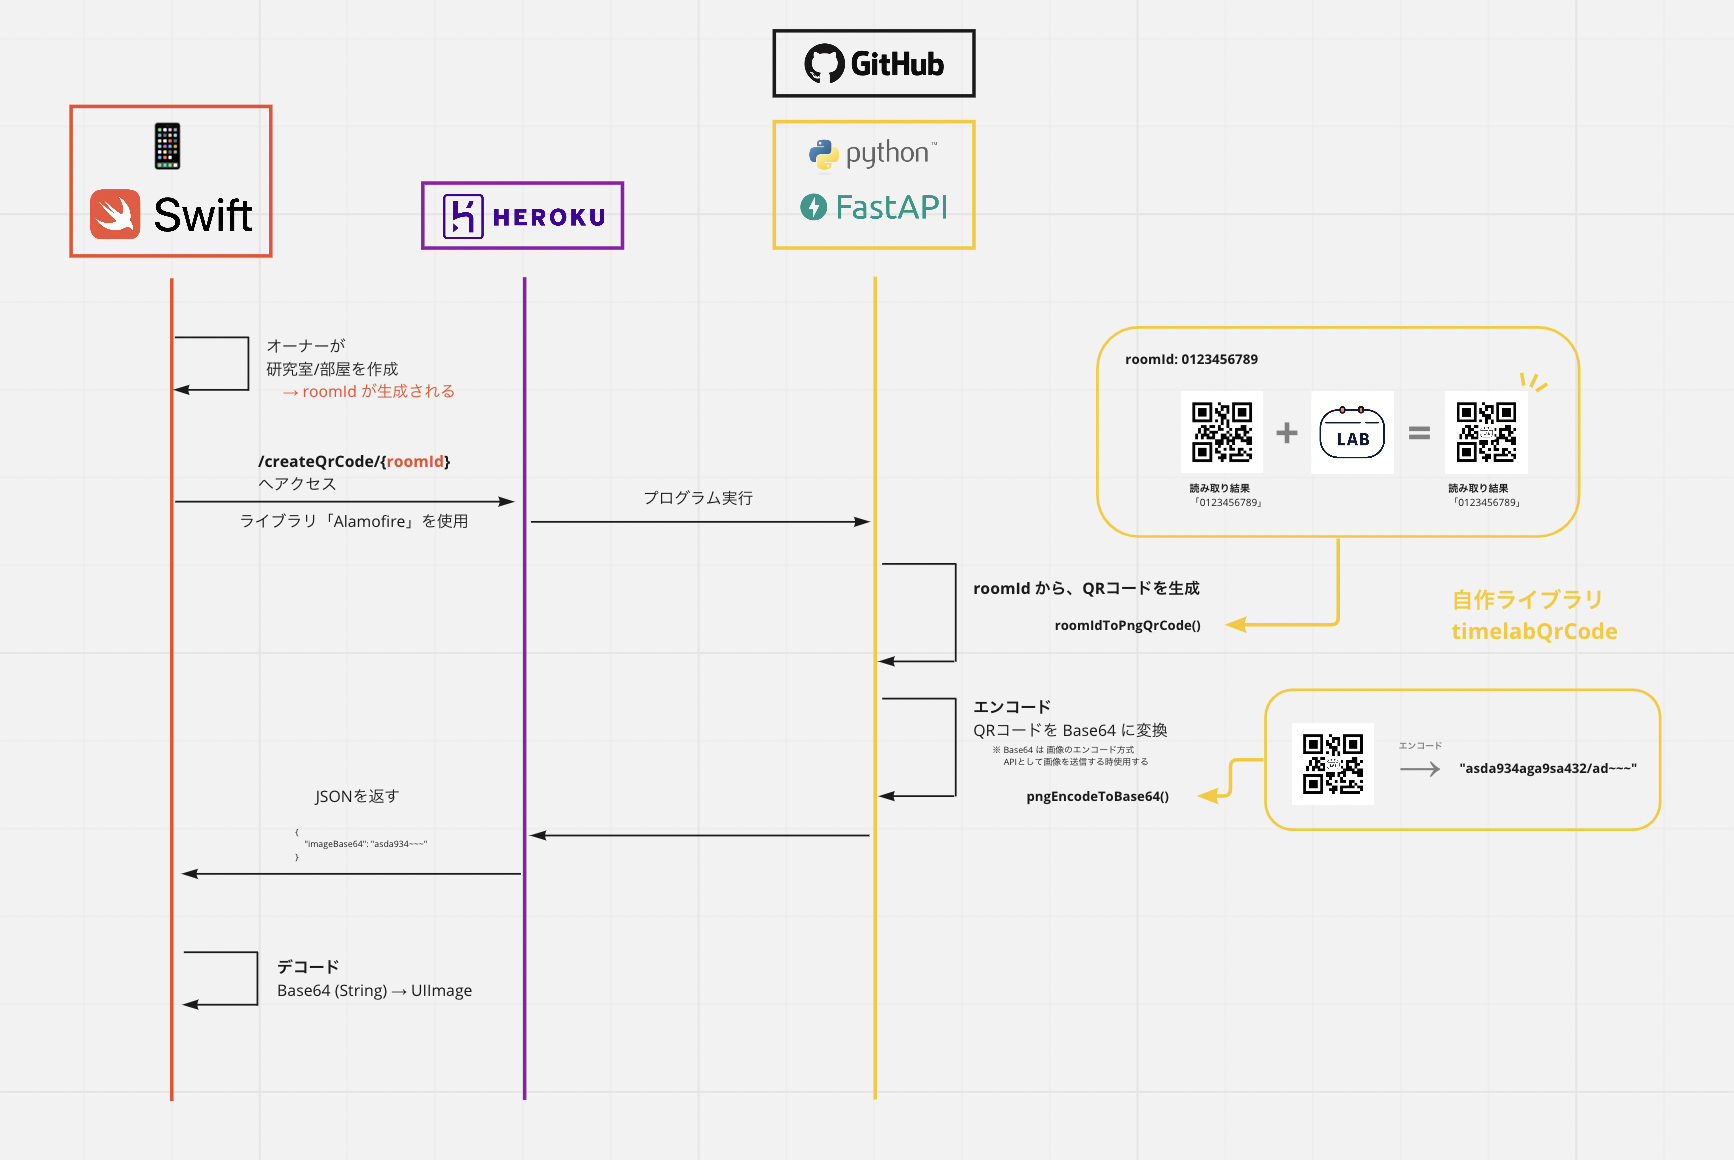 GitHub
python™
FastAPI
Swift
HEROKU
オーナーが
研究室/部屋を作成
→ roomId が生成される
/createQrCode/{roomId}
へアクセス
ライブラリ「Alamofire」を使用
プログラム実行
roomId: 0123456789
+
LAB
=
読み取り結果
「0123456789」
読み取り結果
「0123456789」
roomId から、QRコードを生成
roomIdToPngQrCode()
自作ライブラリ
timelabQrCode
エンコード
QRコードを Base64 に変換
※ Base64 は 画像のエンコード方式
APIとして画像を送信する時使用する
pngEncodeToBase64()
エンコード
→
"asda934aga9sa432/ad~~~"
JSONを返す
{
"imageBase64": "asda934~~~"
}
デコード
Base64 (String) → UIImage